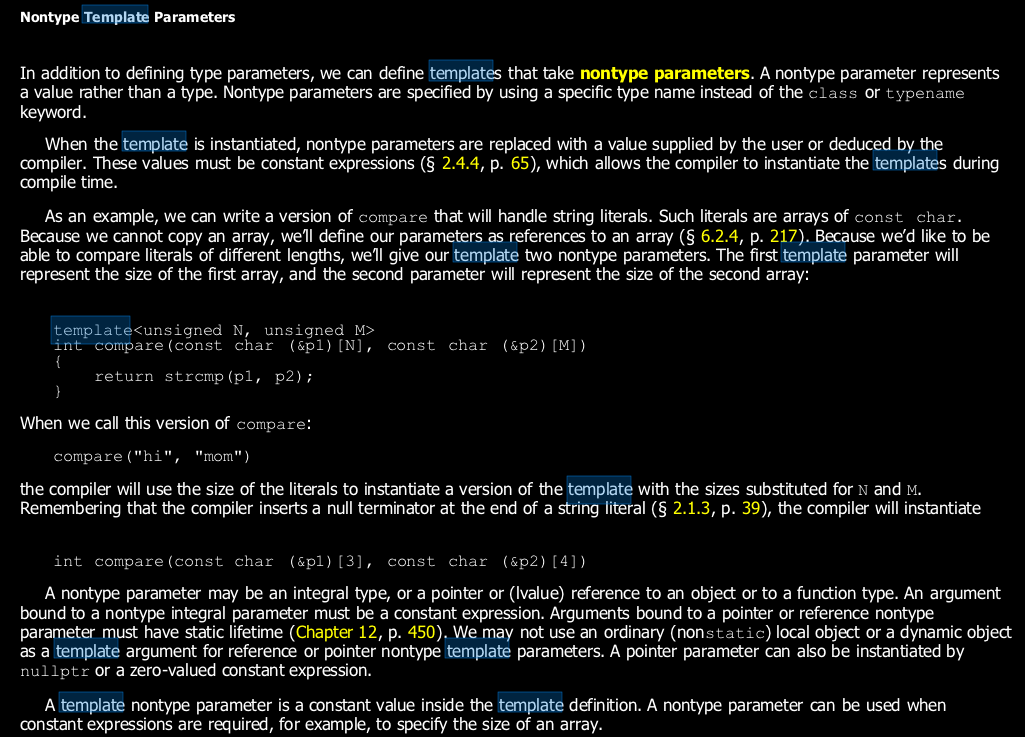 Nontype Template Parameters
In addition to defining type parameters, we can define templates that take nontype parameters. A nontype parameter represents
a value rather than a type. Nontype parameters are specified by using a specific type name instead of the class or typename
keyword.
When the template is instantiated, nontype parameters are replaced with a value supplied by the user or deduced by the
compiler. These values must be constant expressions (§ 2.4.4, p. 65), which allows the compiler to instantiate the templates during
compile time.
As an example, we can write a version of compare that will handle string literals. Such literals are arrays of const char.
Because we cannot copy an array, we'll define our parameters as references to an array (§ 6.2.4, p. 217). Because we'd like to be
able to compare literals of different lengths, we'll give our template two nontype parameters. The first template parameter will
represent the size of the first array, and the second parameter will represent the size of the second array:
template<unsigned N, unsigned M>
int compare(const char (&p1)[N], const char (&p2)[M])
{
return strcmp(p1, p2);
}
When we call this version of compare:
compare("hi", "mom")
the compiler will use the size of the literals to instantiate a version of the template with the sizes substituted for N and M.
Remembering that the compiler inserts a null terminator at the end of a string literal (§ 2.1.3, p. 39), the compiler will instantiate
int compare(const char (&p1)[3], const char (&p2)[4])
A nontype parameter may be an integral type, or a pointer or (lvalue) reference to an object or to a function type. An argument
bound to a nontype integral parameter must be a constant expression. Arguments bound to a pointer or reference nontype
parameter must have static lifetime (Chapter 12, p. 450). We may not use an ordinary (nonstatic) local object or a dynamic object
as a template argument for reference or pointer nontype template parameters. A pointer parameter can also be instantiated by
nullptr or a zero-valued constant expression.
A template nontype parameter is a constant value inside the template definition. A nontype parameter can be used when
constant expressions are required, for example, to specify the size of an array.